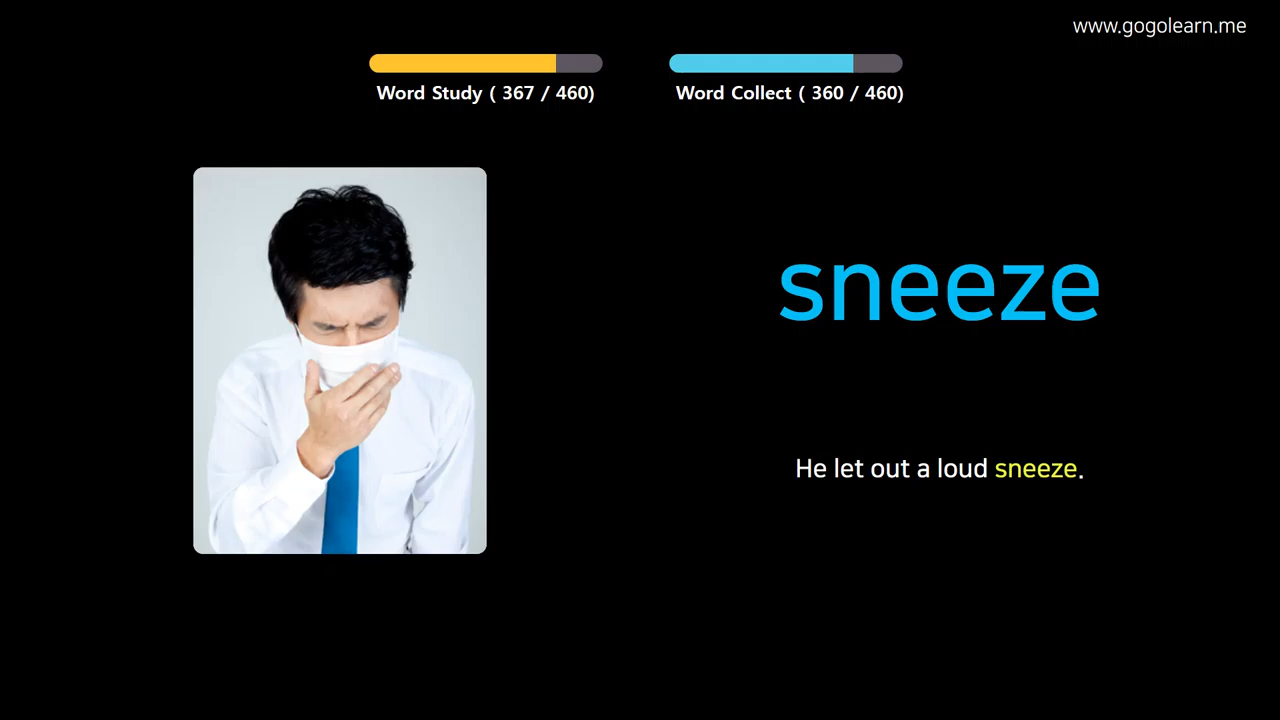 www.gogolearn.me
Word Study ( 367 / 460)
Word Collect ( 360 / 460)
sneeze
He let out a loud sneeze.